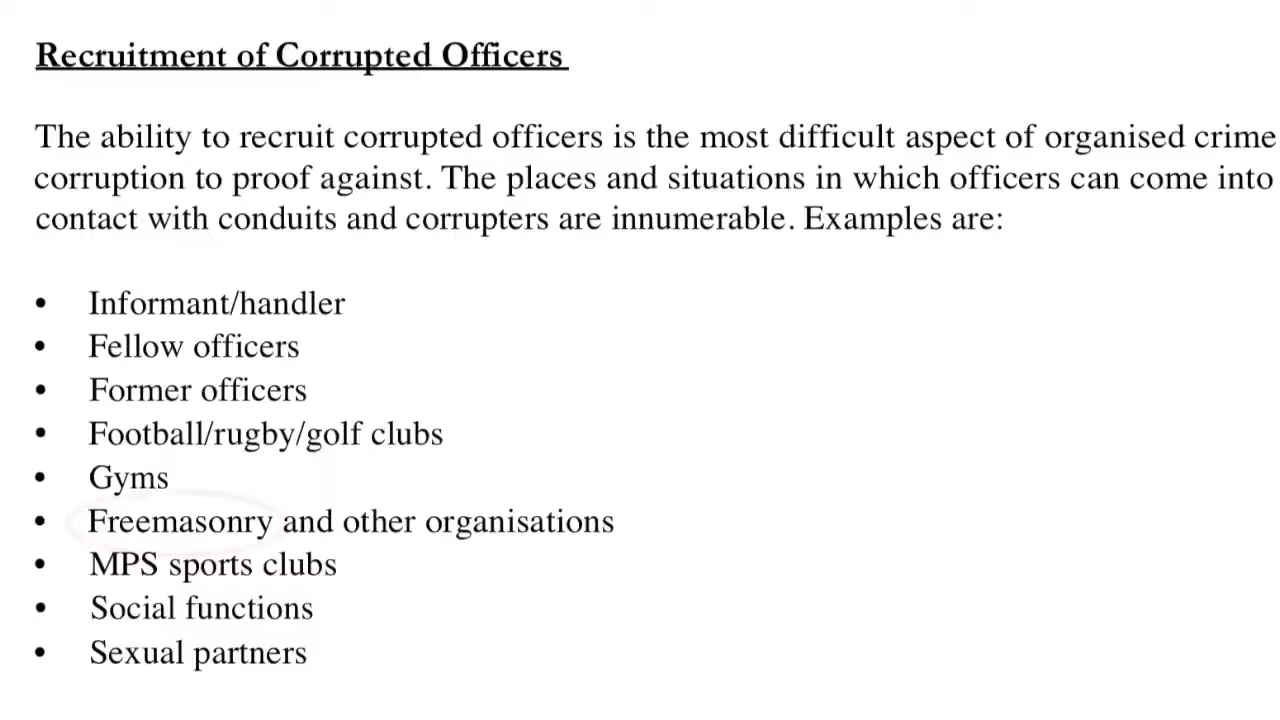 Recruitment of Corrupted Officers
The ability to recruit corrupted officers is the most difficult aspect of organised crime
corruption to proof against. The places and situations in which officers can come into
contact with conduits and corrupters are innumerable. Examples are:
• Informant/handler
• Fellow officers
• Former officers
• Football/rugby/golf clubs
• Gyms
• Freemasonry and other organisations
• MPS sports clubs
• Social functions
• Sexual partners